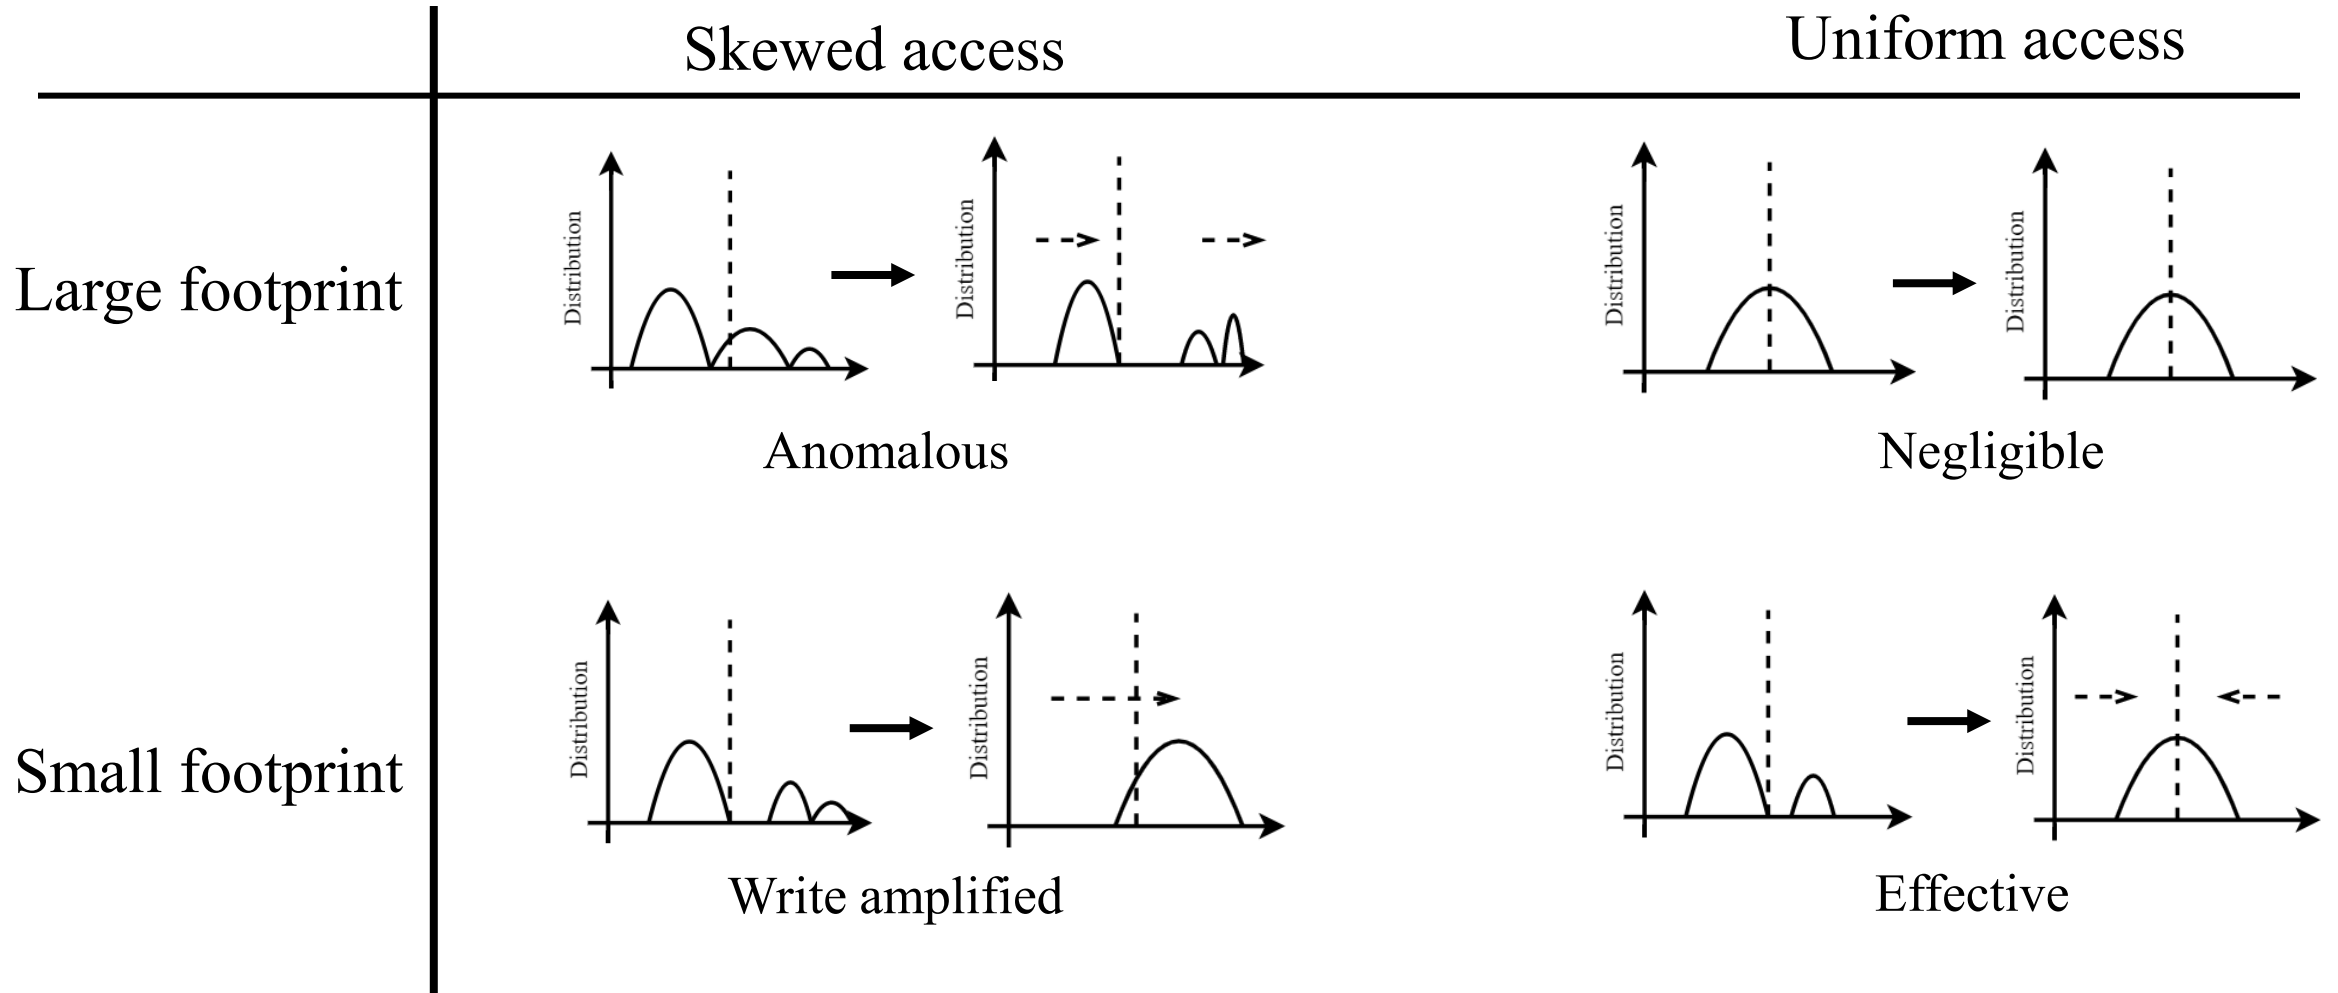 Skewed access
Uniform access
Large footprint
Distribution
Distribution
Distribution
Distribution
Anomalous
Negligible
Small footprint
Distribution
Distribution
Distribution
Distribution
Write amplified
Effective